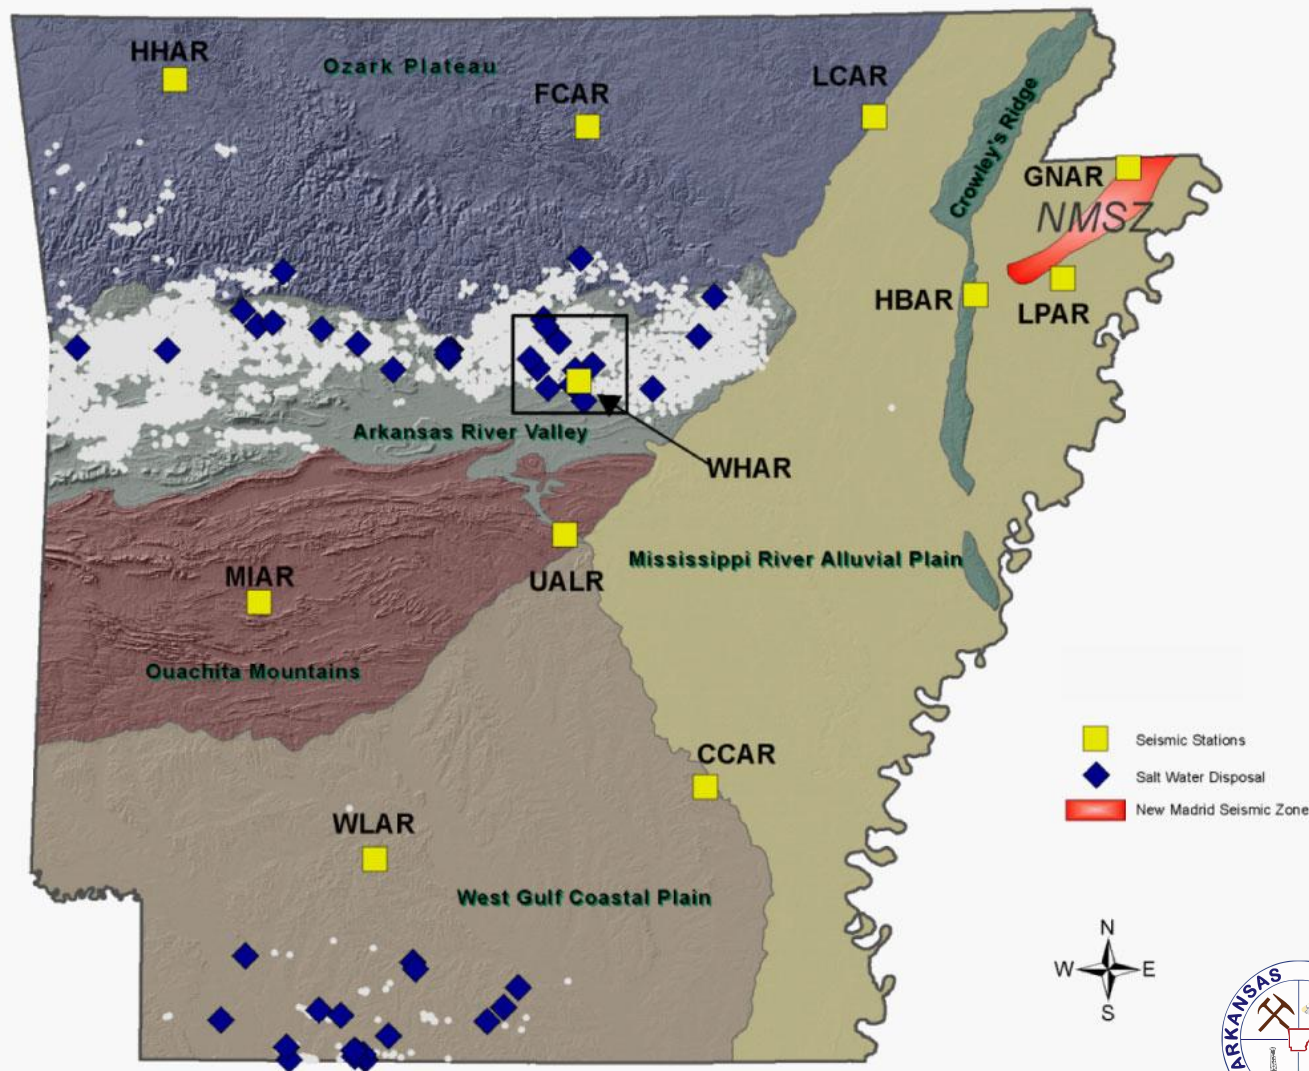 HHAR
Ozark Plateau
FCAR
LCAR
Crowley's Ridge
GNAR
NMSZ
HBAR
LPAR
Arkansas River Valley
WHAR
Mississippi River Alluvial Plain
UALR
MIAR
Ouachita Mountains
CCAR
WLAR
West Gulf Coastal Plain
Seismic Stations
Salt Water Disposal
New Madrid Seismic Zone
N
W E
S
ARKANSAS